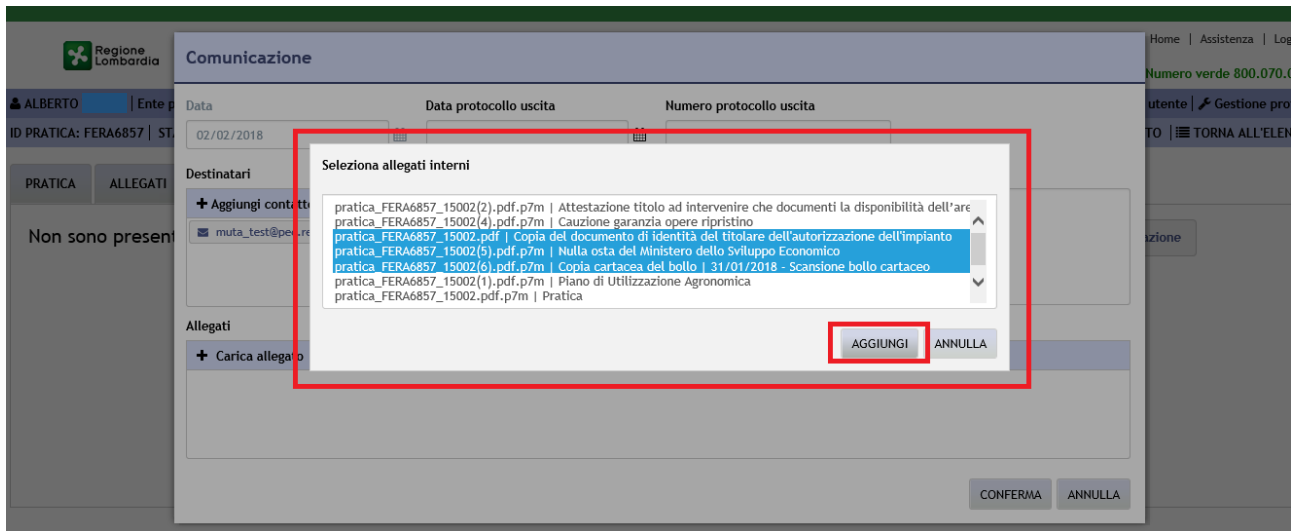 Home | Assistenza | Log
Regione
Lombardia
Comunicazione
Numero verde 800.070.
ALBERTO | Ente p
utente | Gestione pro
Data
Data protocollo uscita
Numero protocollo uscita
ID PRATICA: FERA6857 | ST
TO | TORNA ALL'ELEN
02/02/2018
Seleziona allegati interni
Destinatari
PRATICA
ALLEGATI
+ Aggiungi contatt
pratica_FERA6857_15002(2).pdf.p7m | Attestazione titolo ad intervenire che documenti la disponibilità dell'are
pratica_FERA6857_15002(4).pdf.p7m | Cauzione garanzia opere ripristino
Non sono present
muta_test@pec.re
pratica_FERA6857_15002.pdf | Copia del documento di identità del titolare dell'autorizzazione dell'impianto
azione
pratica_FERA6857_15002(5).pdf.p7m | Nulla osta del Ministero dello Sviluppo Economico
pratica_FERA6857_15002(6).pdf.p7m | Copia cartacea del bollo | 31/01/2018 - Scansione bollo cartaceo
pratica_FERA6857_15002(1).pdf.p7m | Piano di Utilizzazione Agronomica
pratica_FERA6857_15002.pdf.p7m | Pratica
Allegati
AGGIUNGI
ANNULLA
+ Carica allegato
CONFERMA
ANNULLA